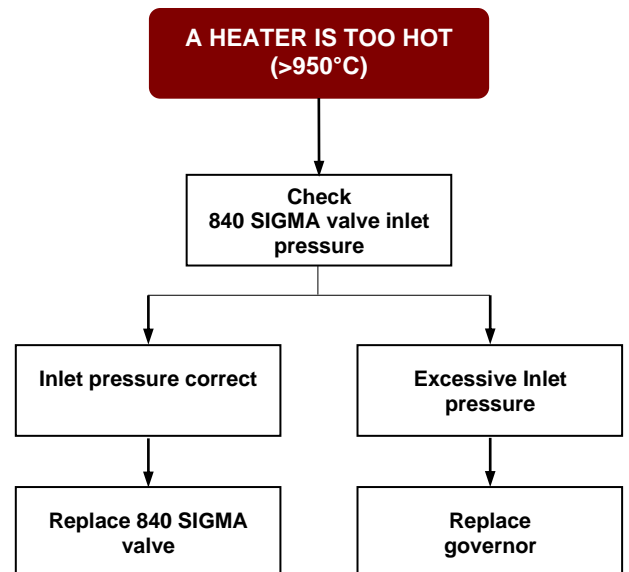 A HEATER IS TOO HOT
(>950°C)
Check
840 SIGMA valve inlet
pressure
Inlet pressure correct
Excessive Inlet
pressure
Replace 840 SIGMA
valve
Replace
governor